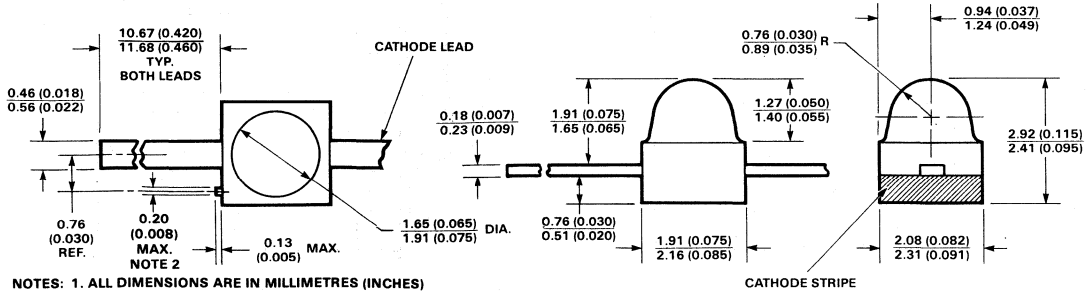 10.67 (0.420)
11.68 (0.460)
TYP.
BOTH LEADS
CATHODE LEAD
0.46 (0.018)
0.56 (0.022)
0.76
(0.030)
REF.
0.20
(0.008)
MAX.
NOTE 2
0.13
(0.005)
MAX.
1.65 (0.065)
1.91 (0.075)
DIA.
0.18 (0.007)
0.23 (0.009)
1.91 (0.075)
1.65 (0.065)
1.27 (0.050)
1.40 (0.055)
0.76 (0.030)
0.51 (0.020)
1.91 (0.075)
2.16 (0.085)
0.94 (0.037)
1.24 (0.049)
0.76 (0.030)
0.89 (0.035)
R
2.92 (0.115)
2.41 (0.095)
2.08 (0.082)
2.31 (0.091)
CATHODE STRIPE
NOTES: 1. ALL DIMENSIONS ARE IN MILLIMETRES (INCHES)